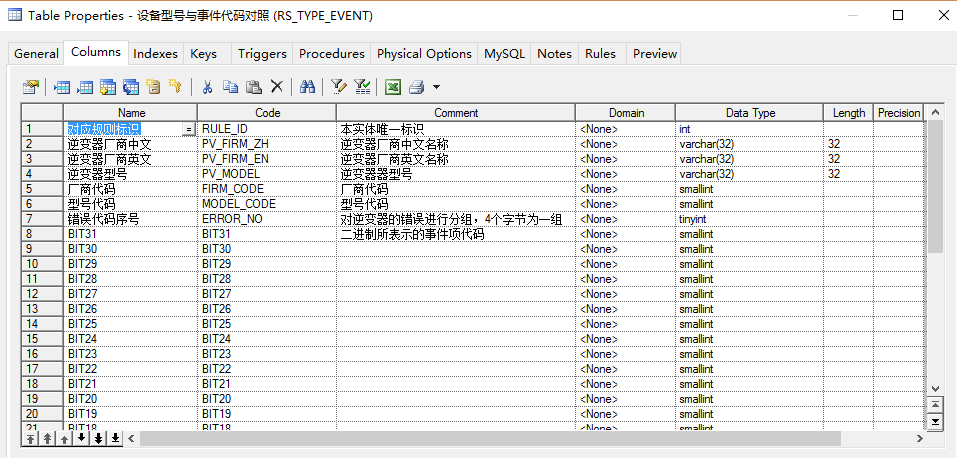 Table Properties - 设备型号与事件代码对照 (RS_TYPE_EVENT)
General Columns Indexes Keys Triggers Procedures Physical Options MySQL Notes Rules Preview
Name Code Comment Domain Data Type Length Precision
1 对应规则标识 = RULE_ID 本实体唯一标识 <None> int
2 逆变器厂商中文 PV_FIRM_ZH 逆变器厂商中文名称 <None> varchar(32) 32
3 逆变器厂商英文 PV_FIRM_EN 逆变器厂商英文名称 <None> varchar(32) 32
4 逆变器型号 PV_MODEL 逆变器器型号 <None> varchar(32) 32
5 厂商代码 FIRM_CODE 厂商代码 <None> smallint
6 型号代码 MODEL_CODE 型号代码 <None> smallint
7 错误代码序号 ERROR_NO 对逆变器的错误进行分组，4个字节为一组 <None> tinyint
8 BIT31 BIT31 二进制所表示的事件项代码 <None> smallint
9 BIT30 BIT30 <None> smallint
10 BIT29 BIT29 <None> smallint
11 BIT28 BIT28 <None> smallint
12 BIT27 BIT27 <None> smallint
13 BIT26 BIT26 <None> smallint
14 BIT25 BIT25 <None> smallint
15 BIT24 BIT24 <None> smallint
16 BIT23 BIT23 <None> smallint
17 BIT22 BIT22 <None> smallint
18 BIT21 BIT21 <None> smallint
19 BIT20 BIT20 <None> smallint
20 BIT19 BIT19 <None> smallint
21 BIT18 BIT18 <None> smallint